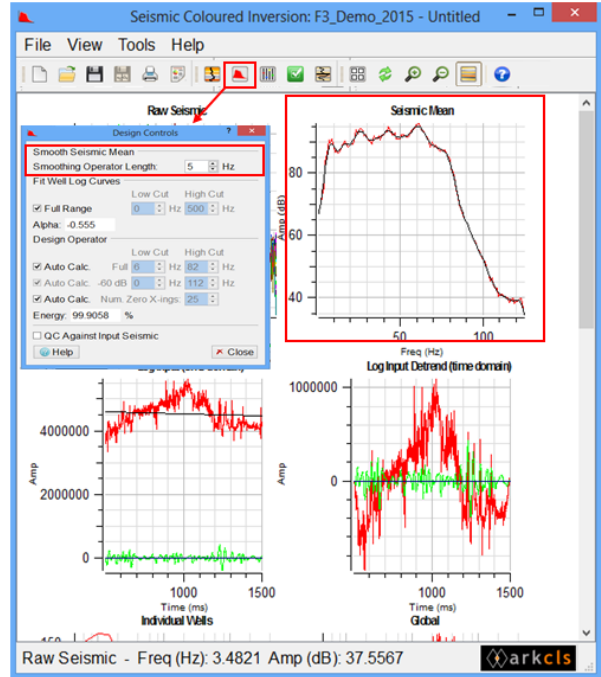 Seismic Coloured Inversion: F3_Demo_2015 - Untitled
File View Tools Help
Raw Seismic
Seismic Mean
Design Controls ?
Smooth Seismic Mean
Smoothing Operator Length: 5 Hz
Fit Well Log Curves
Low Cut High Cut
Full Range 0 Hz 500 Hz
Alpha: -0.555
Design Operator
Low Cut High Cut
Auto Calc. Full 6 Hz 82 Hz
Auto Calc. -60 dB 0 Hz 112 Hz
Auto Calc. Num. Zero X-ings: 25
Energy: 99.9058 %
QC Against Input Seismic
Help Close
Amp (dB)
80
60
40
50 100
Freq (Hz)
Log Input Detrend (time domain)
4000000
2000000
0
Amp
1000 1500
Time (ms)
1000000
0
Amp
1000 1500
Time (ms)
Individual Wells
Global
Raw Seismic - Freq (Hz): 3.4821 Amp (dB): 37.5567
arkcls